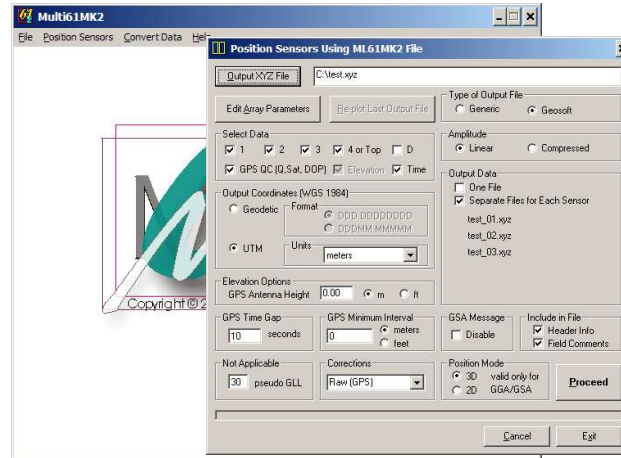 Multi61MK2
File Position Sensors Convert Data Help
Position Sensors Using ML61MK2 File
Output XYZ File C:\test.xyz
Edit Array Parameters Re-plot Last Output File
Type of Output File
Generic Geosoft
Select Data
1 2 3 4 or Top D
GPS QC (Q,Sat, DOP) Elevation Time
Amplitude
Linear Compressed
Output Coordinates (WGS 1984)
Geodetic
Format
DDD.DDDDDDDD
DDDMM.MMMMM
UTM
Units
meters
Output Data
One File
Separate Files for Each Sensor
test_01.xyz
test_02.xyz
test_03.xyz
Elevation Options
GPS Antenna Height 0.00 m ft
GPS Time Gap
10 seconds
GPS Minimum Interval
0 meters
feet
GSA Message
Disable
Include in File
Header Info
Field Comments
Not Applicable
30 pseudo GLL
Corrections
Raw (GPS)
Position Mode
3D valid only for
2D GGA/GSA
Proceed
Cancel Exit
Copyright © 2